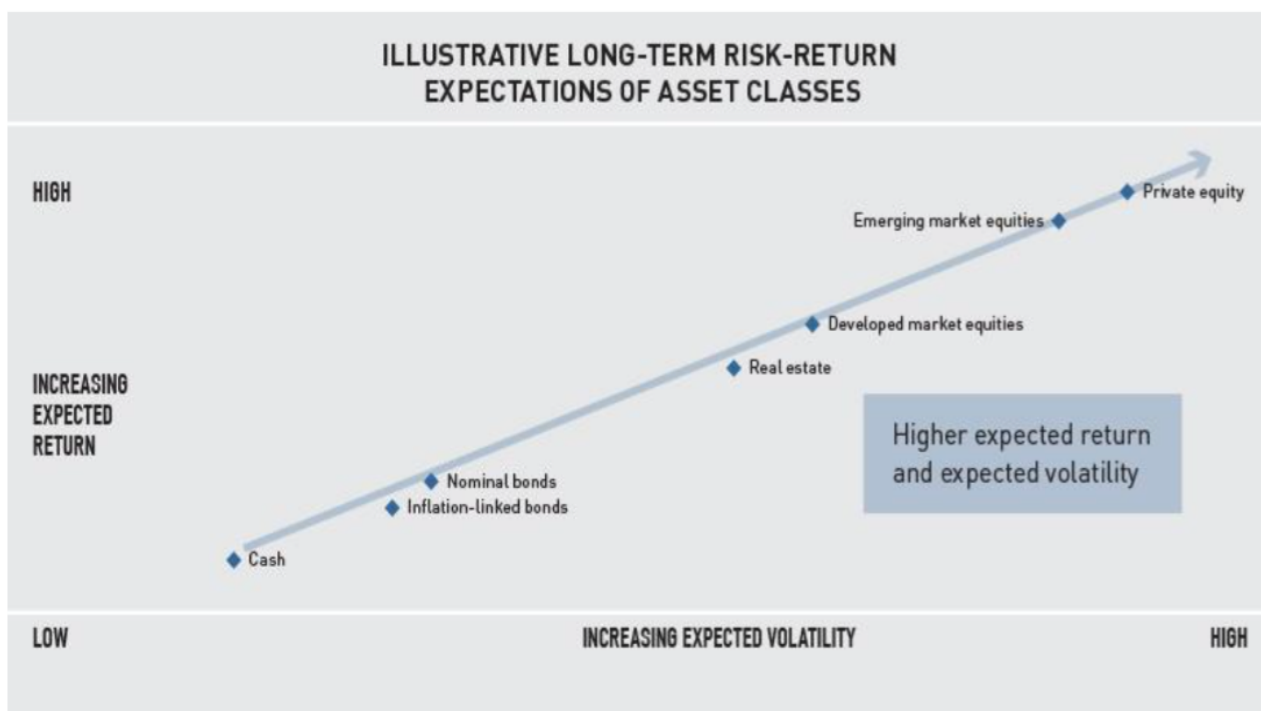 ILLUSTRATIVE LONG-TERM RISK-RETURN
EXPECTATIONS OF ASSET CLASSES
HIGH
Private equity
Emerging market equities
Developed market equities
Real estate
INCREASING
EXPECTED
RETURN
Higher expected return
and expected volatility
Nominal bonds
Inflation-linked bonds
Cash
LOW
INCREASING EXPECTED VOLATILITY
HIGH